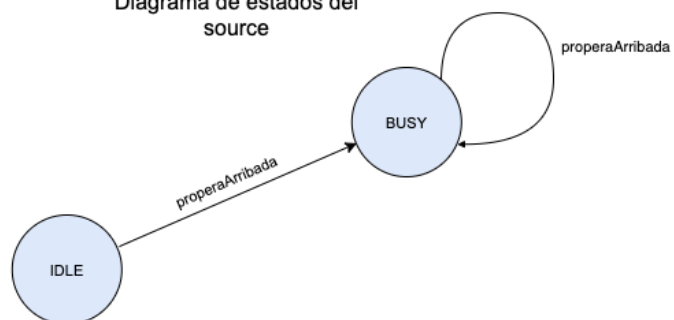 Diagrama de estados del
source
properaArribada
BUSY
properaArribada
IDLE